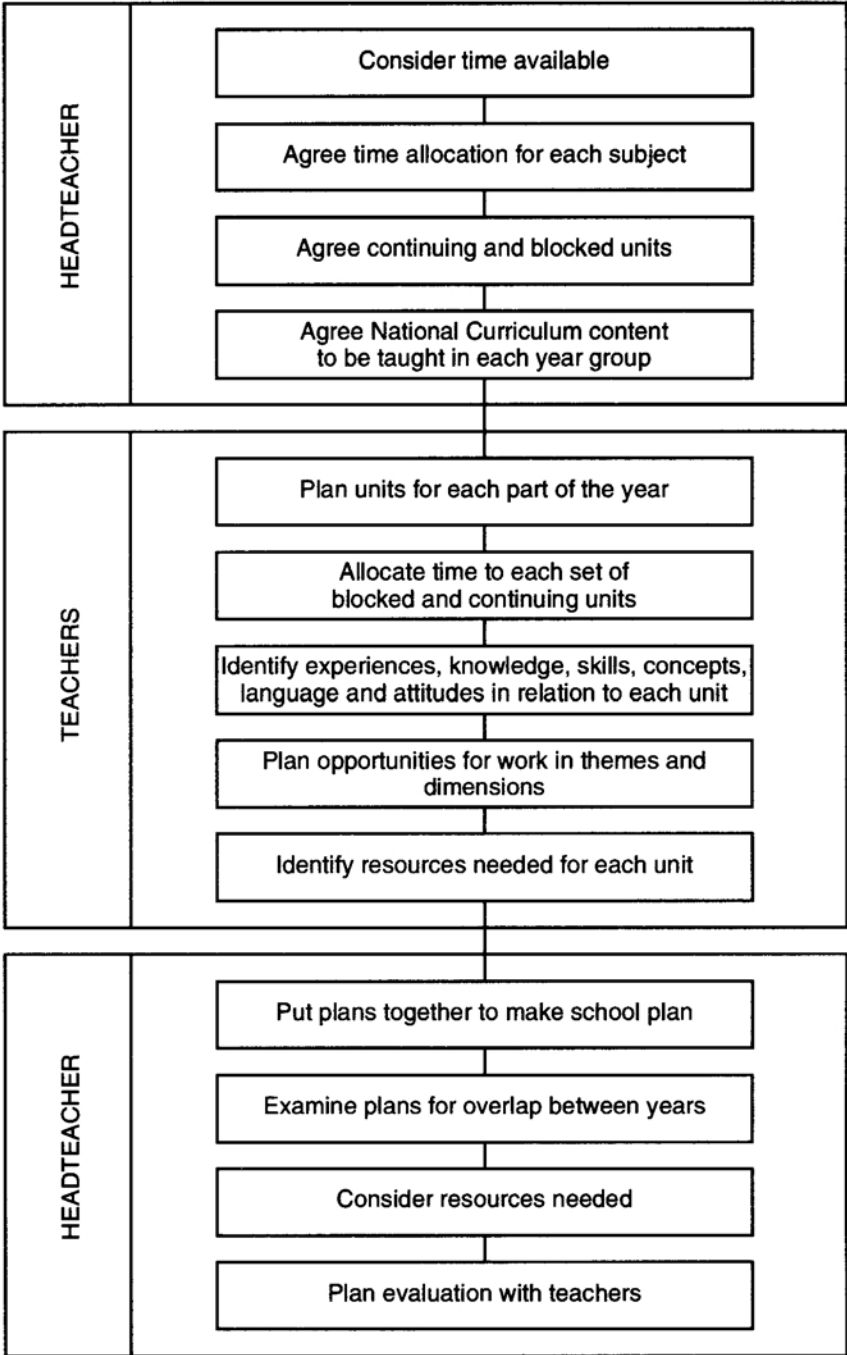 HEADTEACHER
Consider time available
Agree time allocation for each subject
Agree continuing and blocked units
Agree National Curriculum content
to be taught in each year group
TEACHERS
Plan units for each part of the year
Allocate time to each set of
blocked and continuing units
Identify experiences, knowledge, skills, concepts,
language and attitudes in relation to each unit
Plan opportunities for work in themes and
dimensions
Identify resources needed for each unit
HEADTEACHER
Put plans together to make school plan
Examine plans for overlap between years
Consider resources needed
Plan evaluation with teachers